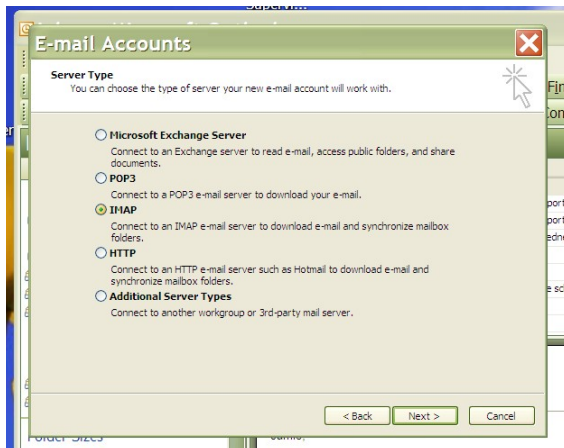 E-mail Accounts
Server Type
You can choose the type of server your new e-mail account will work with.
Microsoft Exchange Server
Connect to an Exchange server to read e-mail, access public folders, and share
documents.
POP3
Connect to a POP3 e-mail server to download your e-mail.
IMAP
Connect to an IMAP e-mail server to download e-mail and synchronize mailbox
folders.
HTTP
Connect to an HTTP e-mail server such as Hotmail to download e-mail and
synchronize mailbox folders.
Additional Server Types
Connect to another workgroup or 3rd-party mail server.
< Back
Next >
Cancel
Folder Sizes